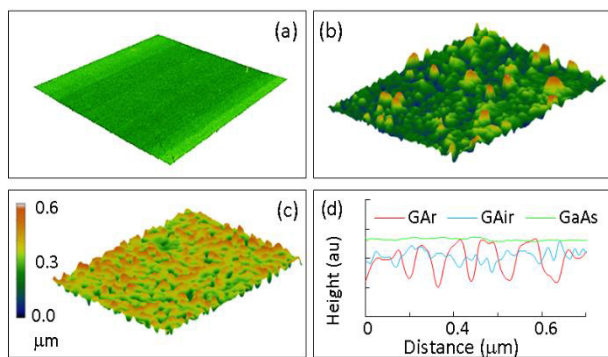 (a)
(b)
0.6
0.3
0.0
μm
(c)
(d)
GAr GAir GaAs
Height (au)
0 0.4 0.6
Distance (μm)